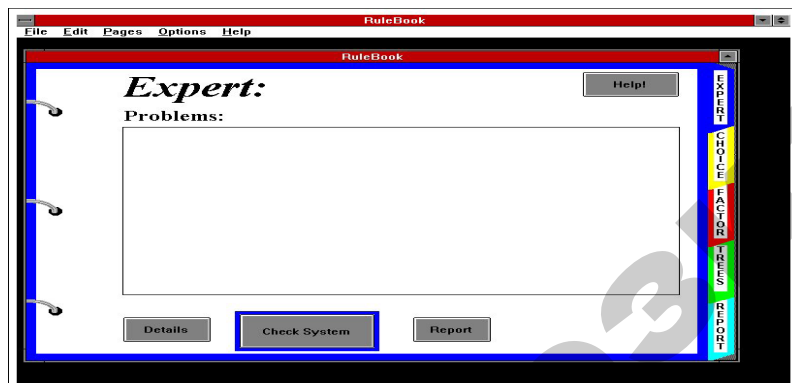 RuleBook
File Edit Pages Options Help
RuleBook
Expert:
Help!
Problems:
Details
Check System
Report
EXPERT
CHOICE
FACTOR
TREES
REPORT